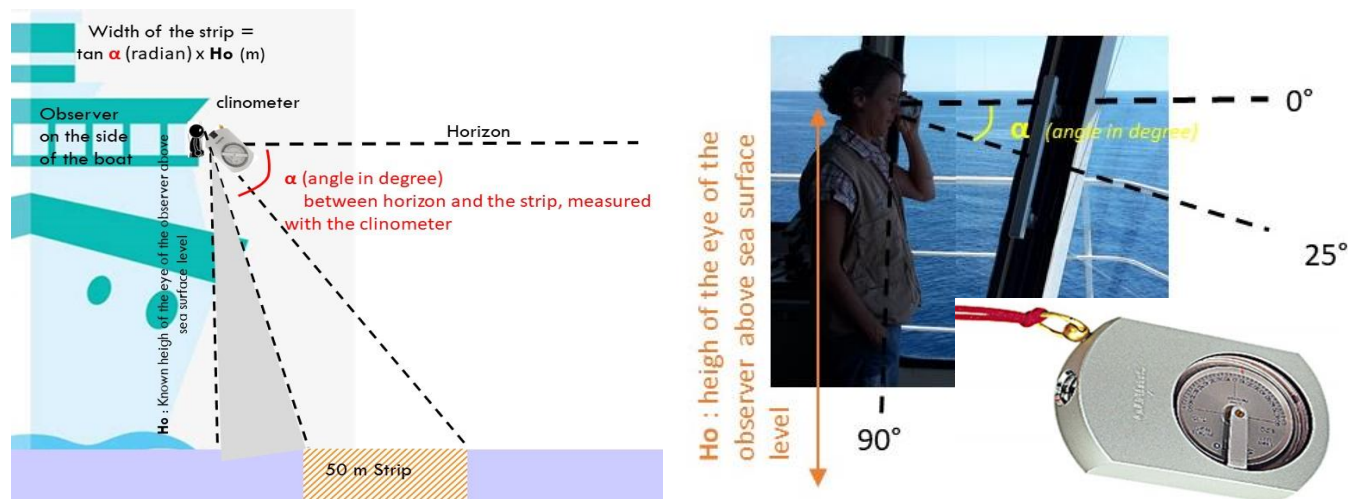 Width of the strip =
tan α (radian) x Ho (m)
clinometer
Observer
on the side
of the boat
Horizon
α (angle in degree)
between horizon and the strip, measured
with the clinometer
Ho : Known heigh of the eye of the observer above
sea surface level
50 m Strip
0°
α (angle in degree)
25°
90°
Ho : heigh of the eye of the
observer above sea surface
level